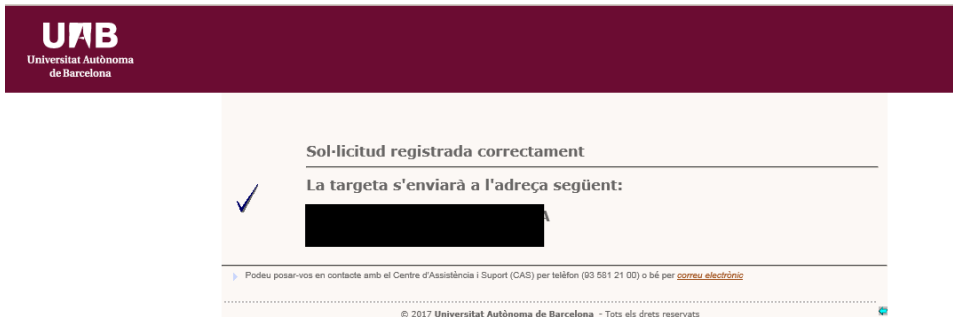 UAB
Universitat Autònoma
de Barcelona
Sol·licitud registrada correctament
La targeta s'enviarà a l'adreça següent:
Podeu posar-vos en contacte amb el Centre d'Assistència i Suport (CAS) per telèfon (93 581 21 00) o bé per correu electrònic
© 2017 Universitat Autònoma de Barcelona - Tots els drets reservats